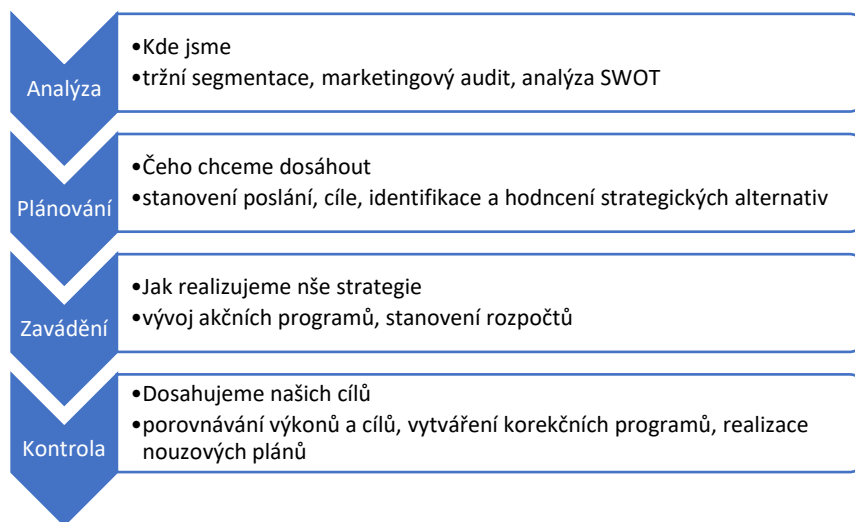 Analýza
•Kde jsme
•tržní segmentace, marketingový audit, analýza SWOT
Plánování
•Čeho chceme dosáhout
•stanovení poslání, cíle, identifikace a hodncení strategických alternativ
Zavádění
•Jak realizujeme nše strategie
•vývoj akčních programů, stanovení rozpočtů
Kontrola
•Dosahujeme našich cílů
•porovnávání výkonů a cílů, vytváření korekčních programů, realizace
nouzových plánů